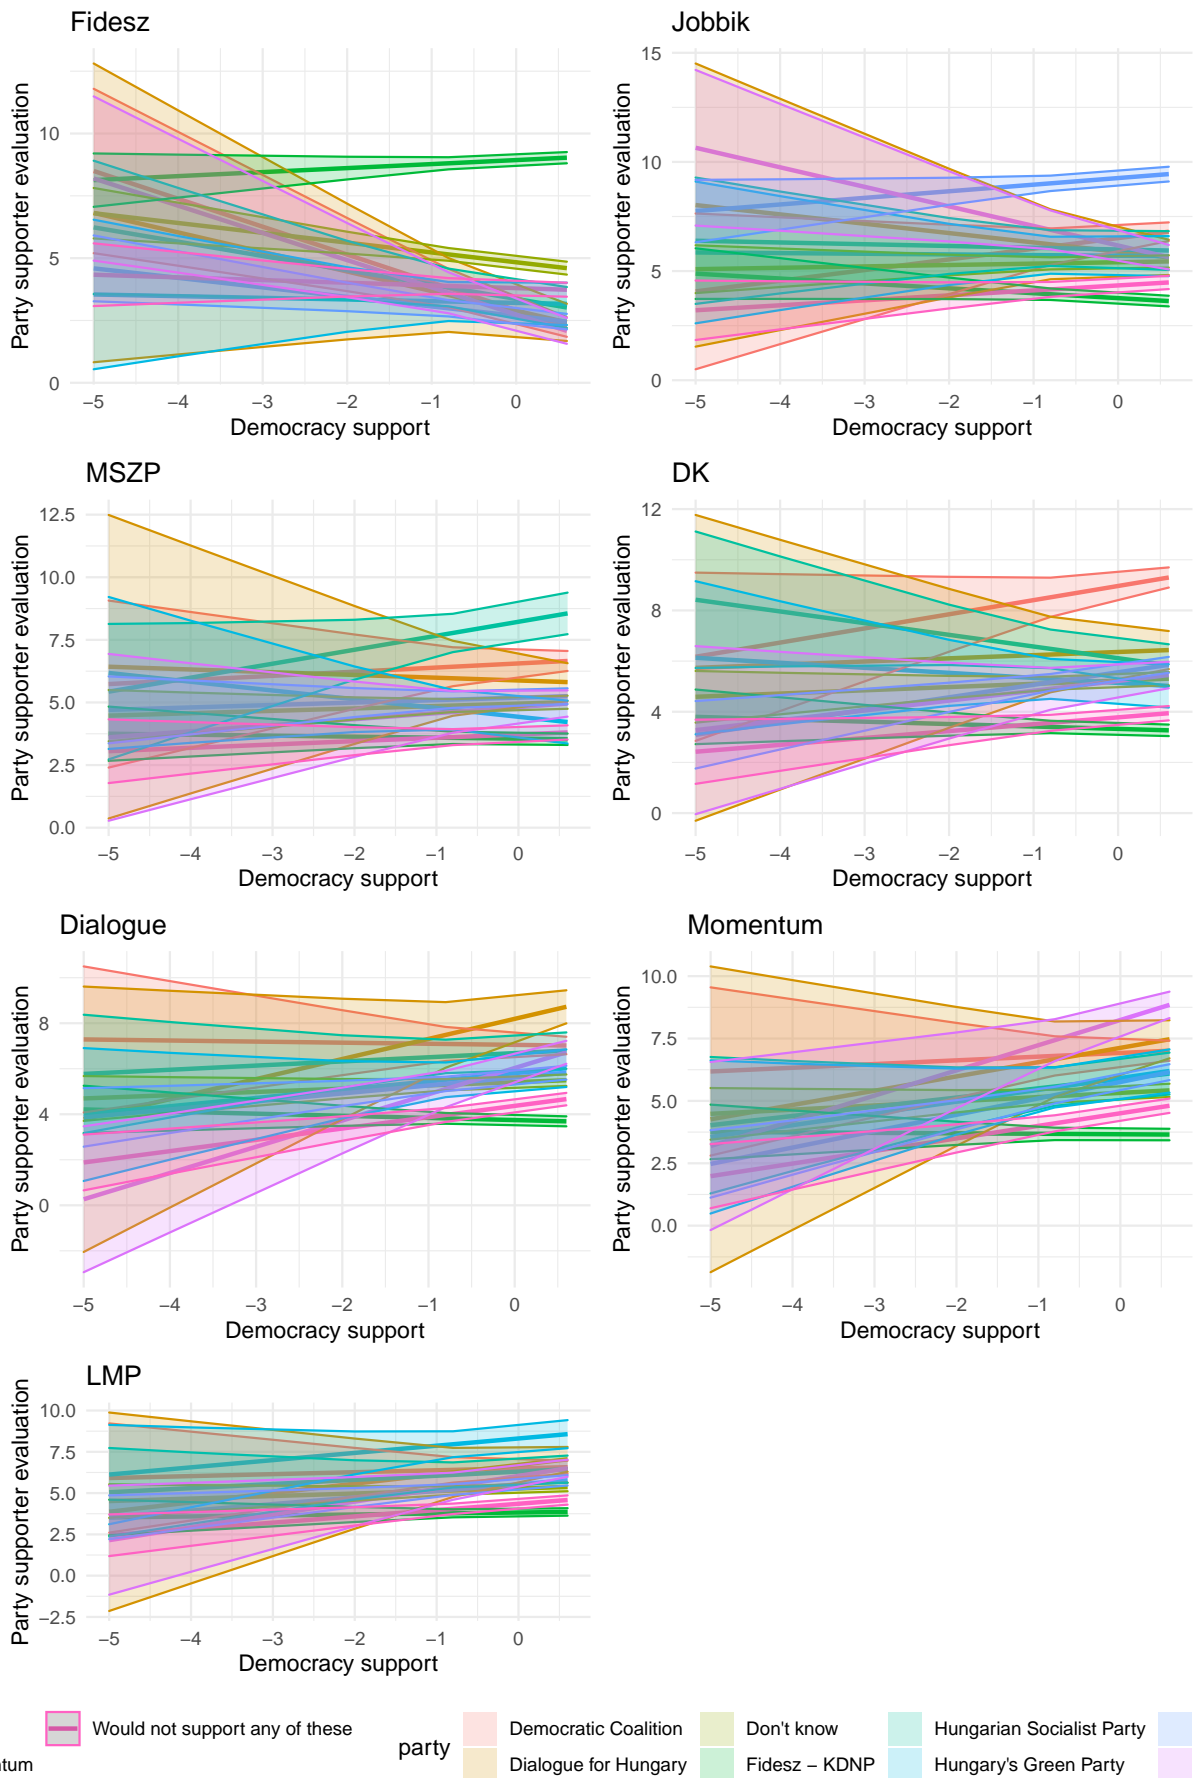 Fidesz
Party supporter evaluation
10
5
0
−5 −4 −3 −2 −1 0
Democracy support
Jobbik
Party supporter evaluation
15
10
5
0
−5 −4 −3 −2 −1 0
Democracy support
MSZP
Party supporter evaluation
12.5
10.0
7.5
5.0
2.5
0.0
−5 −4 −3 −2 −1 0
Democracy support
DK
Party supporter evaluation
12
8
4
0
−5 −4 −3 −2 −1 0
Democracy support
Dialogue
Party supporter evaluation
8
4
0
−5 −4 −3 −2 −1 0
Democracy support
Momentum
Party supporter evaluation
10.0
7.5
5.0
2.5
0.0
−5 −4 −3 −2 −1 0
Democracy support
LMP
Party supporter evaluation
10.0
7.5
5.0
2.5
0.0
−2.5
−5 −4 −3 −2 −1 0
Democracy support
Would not support any of these
ntum
party
Democratic Coalition Don't know Hungarian Socialist Party
Dialogue for Hungary Fidesz − KDNP Hungary's Green Party